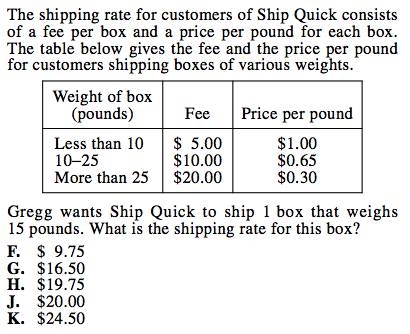 The shipping rate for customers of Ship Quick consists
of a fee per box and a price per pound for each box.
The table below gives the fee and the price per pound
for customers shipping boxes of various weights.
Weight of box
(pounds) Fee Price per pound
Less than 10 $ 5.00 $1.00
10–25 $10.00 $0.65
More than 25 $20.00 $0.30
Gregg wants Ship Quick to ship 1 box that weighs
15 pounds. What is the shipping rate for this box?
F. $ 9.75
G. $16.50
H. $19.75
J. $20.00
K. $24.50